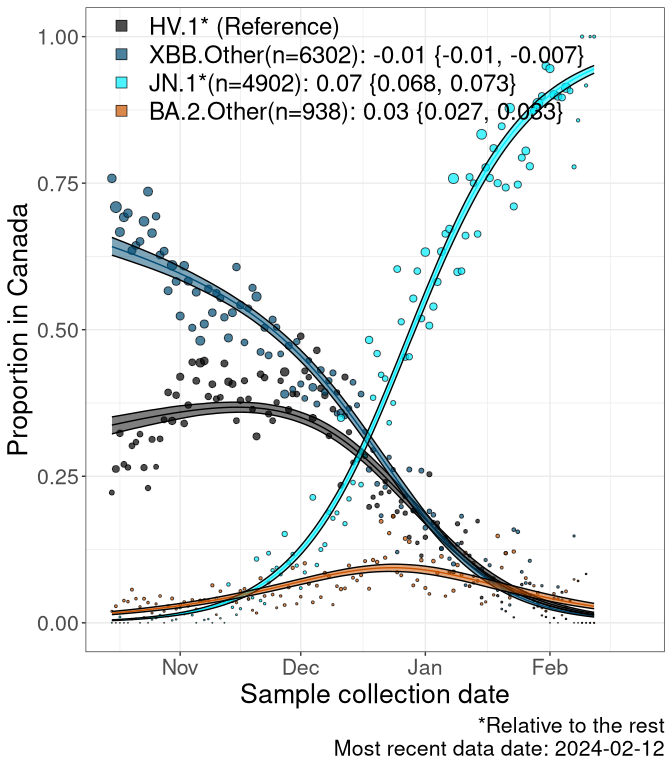 HV.1* (Reference)
XBB.Other(n=6302): -0.01 {-0.01, -0.007}
JN.1*(n=4902): 0.07 {0.068, 0.073}
BA.2.Other(n=938): 0.03 {0.027, 0.033}
1.00
0.75
0.50
0.25
0.00
Proportion in Canada
Nov Dec Jan Feb
Sample collection date
*Relative to the rest
Most recent data date: 2024-02-12